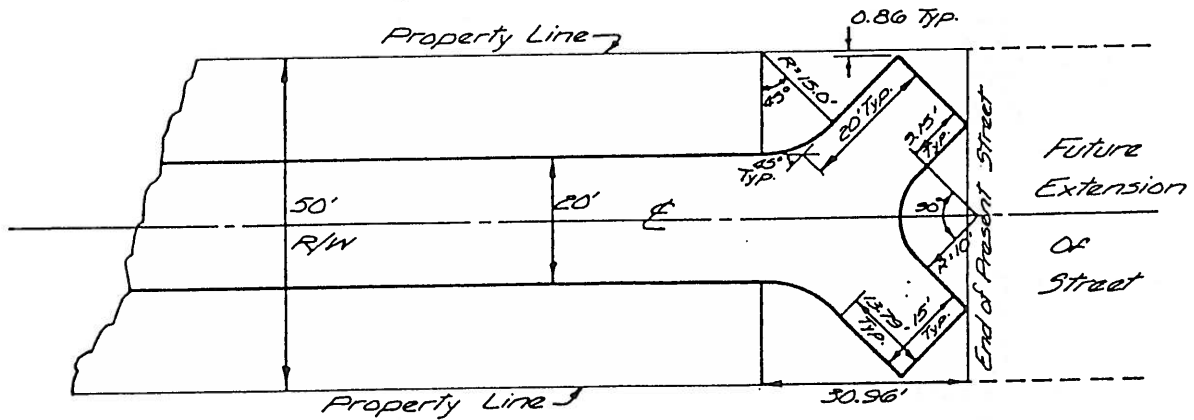 0.86 Typ.
Property Line
R=15.0'
45°
20' Typ.
3.15'
Typ.
45°
Typ.
50'
R/W
20'
℄
90°
R=10'
End of Present Street
Future
Extension
Of
Street
13.79'
Typ.
15'
Typ.
30.96'
Property Line